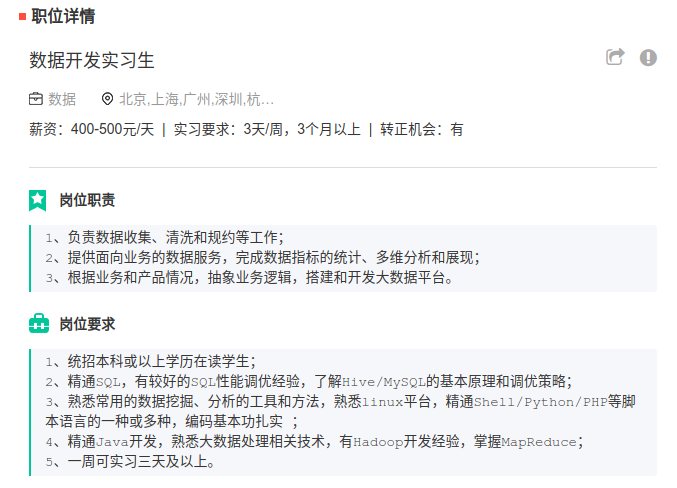 职位详情
数据开发实习生
数据 北京,上海,广州,深圳,杭…
薪资：400-500元/天 | 实习要求：3天/周，3个月以上 | 转正机会：有
岗位职责
1、负责数据收集、清洗和规约等工作；
2、提供面向业务的数据服务，完成数据指标的统计、多维分析和展现；
3、根据业务和产品情况，抽象业务逻辑，搭建和开发大数据平台。
岗位要求
1、统招本科或以上学历在读学生；
2、精通SQL，有较好的SQL性能调优经验，了解Hive/MySQL的基本原理和调优策略；
3、熟悉常用的数据挖掘、分析的工具和方法，熟悉linux平台，精通Shell/Python/PHP等脚
本语言的一种或多种，编码基本功扎实 ；
4、精通Java开发，熟悉大数据处理相关技术，有Hadoop开发经验，掌握MapReduce；
5、一周可实习三天及以上。